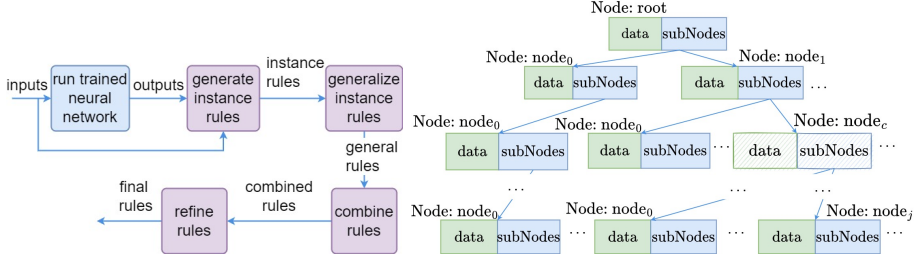 inputs
run trained
neural
network
outputs
generate
instance
rules
instance
rules
generalize
instance
rules
general
rules
combine
rules
combined
rules
refine
rules
final
rules
Node: root
data subNodes
Node: node₀
data subNodes
Node: node₁
data subNodes ...
Node: node₀
data subNodes
Node: node₀
data subNodes ...
Node: node_c
data subNodes ...
... ... ...
Node: node₀
data subNodes ...
Node: node₀
data subNodes ...
Node: node_j
data subNodes ...